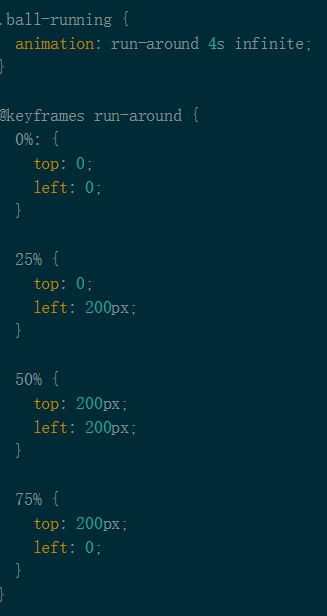 .ball-running {
animation: run-around 4s infinite;
}
@keyframes run-around {
0%: {
top: 0;
left: 0;
}
25% {
top: 0;
left: 200px;
}
50% {
top: 200px;
left: 200px;
}
75% {
top: 200px;
left: 0;
}
}